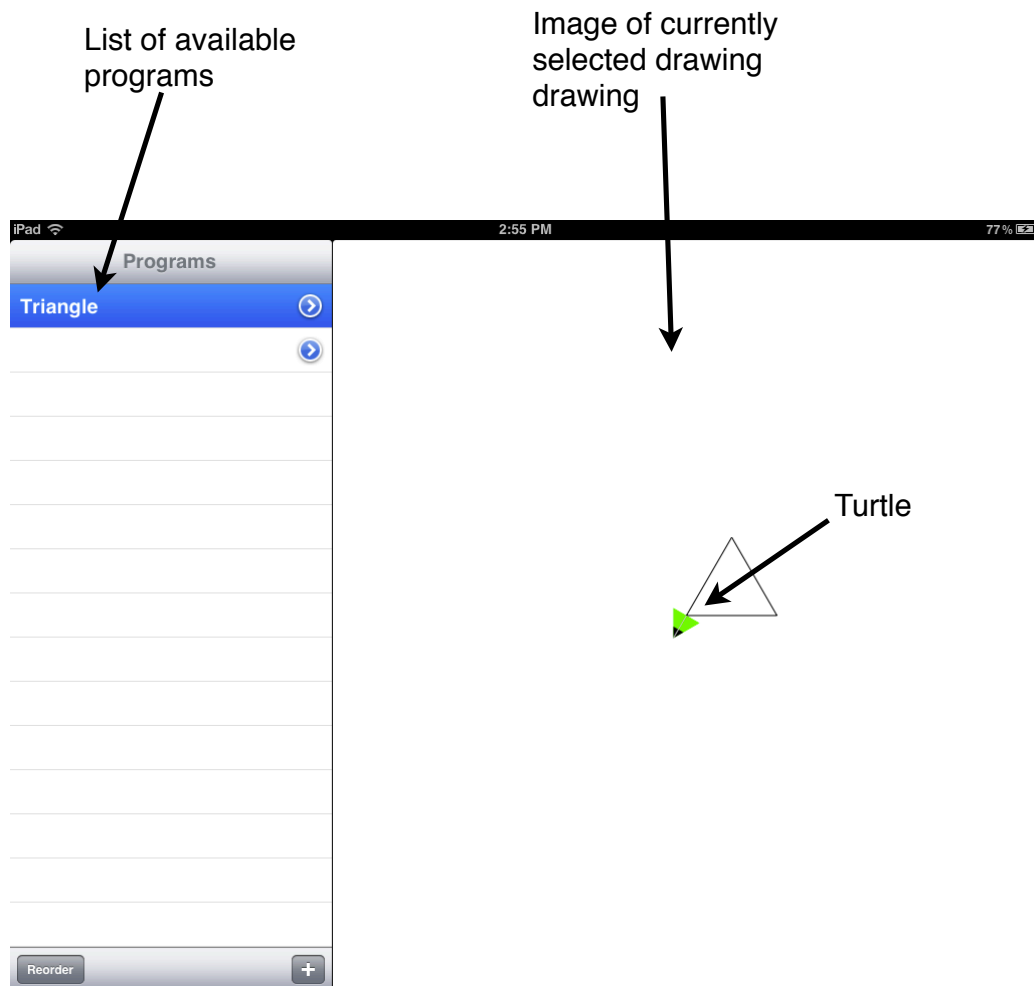 List of available
programs
Image of currently
selected drawing
drawing
iPad 2:55 PM 77%
Programs
Triangle
Turtle
Reorder
+